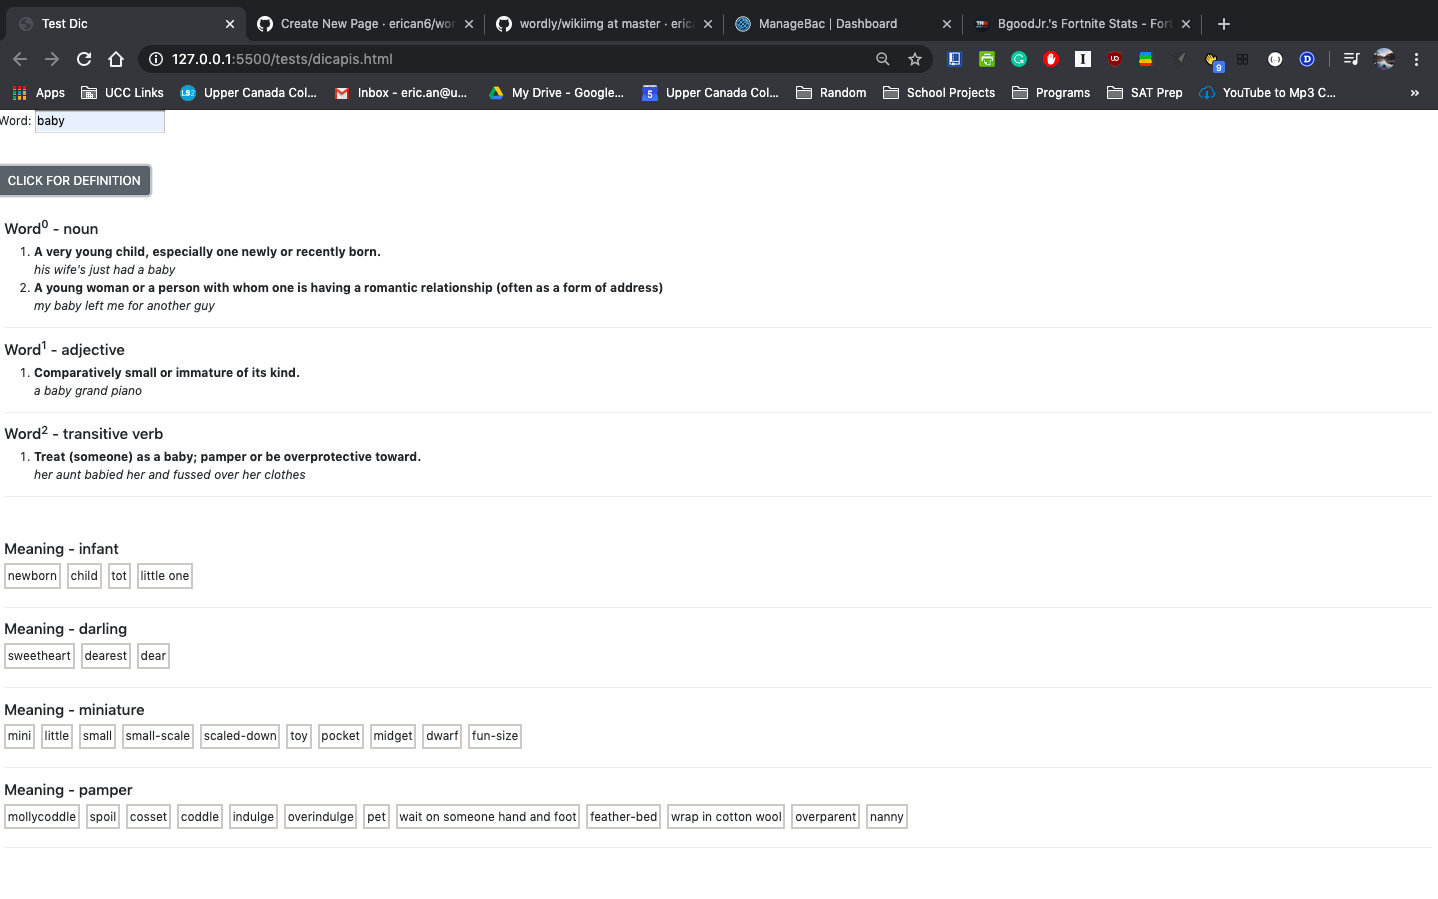 Test Dic
Create New Page · erican6/wor
wordly/wikiimg at master · eric
ManageBac | Dashboard
BgoodJr.'s Fortnite Stats - Fort
127.0.0.1:5500/tests/dicapis.html
9
Apps
UCC Links
Upper Canada Col...
Inbox - eric.an@u...
My Drive - Google...
5
Upper Canada Col...
Random
School Projects
Programs
SAT Prep
YouTube to Mp3 C...
»
Word: baby
CLICK FOR DEFINITION
Word0 - noun
1. A very young child, especially one newly or recently born.
his wife's just had a baby
2. A young woman or a person with whom one is having a romantic relationship (often as a form of address)
my baby left me for another guy
Word1 - adjective
1. Comparatively small or immature of its kind.
a baby grand piano
Word2 - transitive verb
1. Treat (someone) as a baby; pamper or be overprotective toward.
her aunt babied her and fussed over her clothes
Meaning - infant
newborn child tot little one
Meaning - darling
sweetheart dearest dear
Meaning - miniature
mini little small small-scale scaled-down toy pocket midget dwarf fun-size
Meaning - pamper
mollycoddle spoil cosset coddle indulge overindulge pet wait on someone hand and foot feather-bed wrap in cotton wool overparent nanny